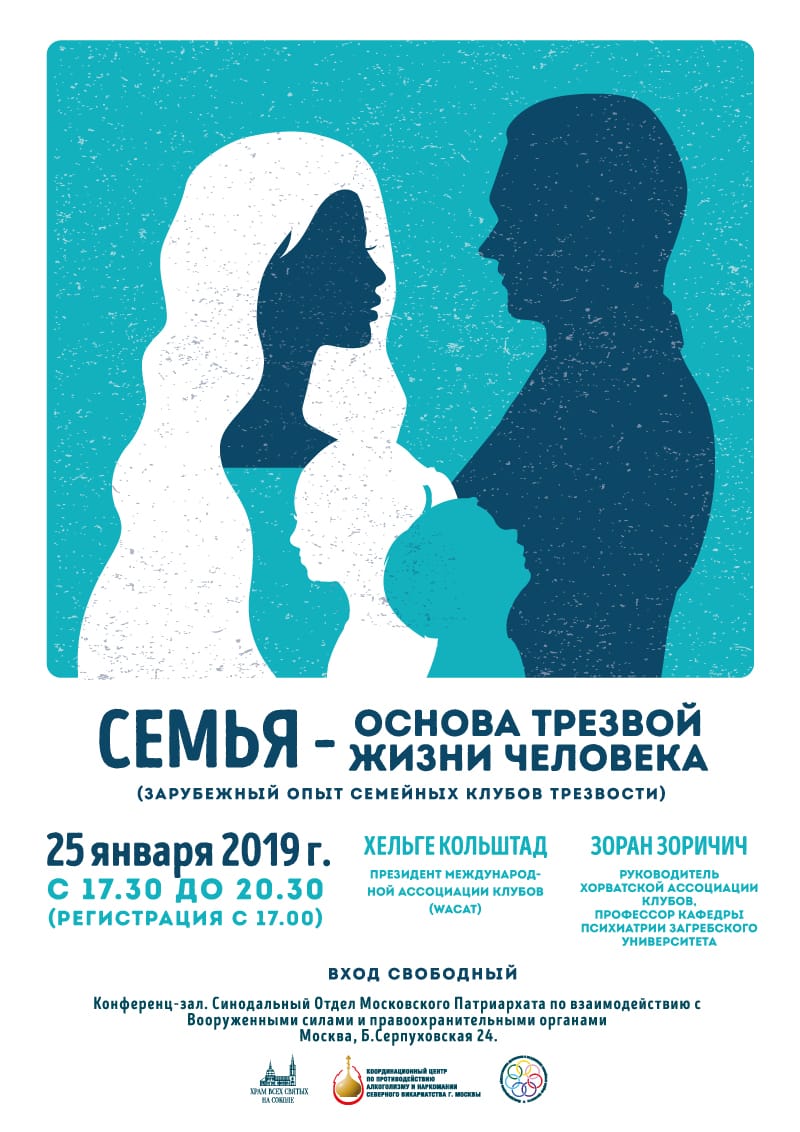 СЕМЬЯ -
ОСНОВА ТРЕЗВОЙ
ЖИЗНИ ЧЕЛОВЕКА
(ЗАРУБЕЖНЫЙ ОПЫТ СЕМЕЙНЫХ КЛУБОВ ТРЕЗВОСТИ)
25 января 2019 г.
С 17.30 ДО 20.30
(РЕГИСТРАЦИЯ С 17.00)
ХЕЛЬГЕ КОЛЬШТАД
ПРЕЗИДЕНТ МЕЖДУНАРОД-
НОЙ АССОЦИАЦИИ КЛУБОВ
(WACAT)
ЗОРАН ЗОРИЧИЧ
РУКОВОДИТЕЛЬ
ХОРВАТСКОЙ АССОЦИАЦИИ
КЛУБОВ,
ПРОФЕССОР КАФЕДРЫ
ПСИХИАТРИИ ЗАГРЕБСКОГО
УНИВЕРСИТЕТА
ВХОД СВОБОДНЫЙ
Конференц-зал. Синодальный Отдел Московского Патриархата по взаимодействию с
Вооруженными силами и правоохранительными органами
Москва, Б.Серпуховская 24.
ХРАМ ВСЕХ СВЯТЫХ
НА СОКОЛЕ
КООРДИНАЦИОННЫЙ ЦЕНТР
ПО ПРОТИВОДЕЙСТВИЮ
АЛКОГОЛИЗМУ И НАРКОМАНИИ
СЕВЕРНОГО ВИКАРИАТСТВА Г. МОСКВЫ